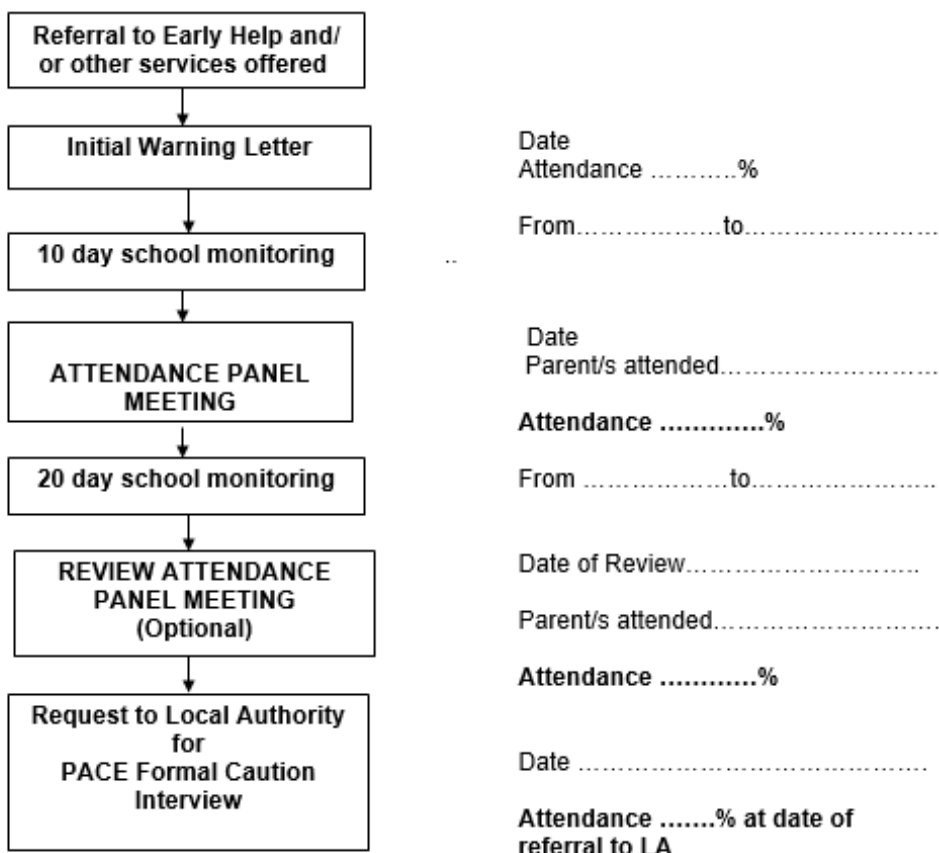 Referral to Early Help and/
or other services offered
Initial Warning Letter
Date
Attendance ………..%
From………………to……………………
10 day school monitoring
..
ATTENDANCE PANEL
MEETING
Date
Parent/s attended………………………
Attendance ………….%
20 day school monitoring
From ………………to…………………..
REVIEW ATTENDANCE
PANEL MEETING
(Optional)
Date of Review………………………..
Parent/s attended……………………….
Attendance …………%
Request to Local Authority
for
PACE Formal Caution
Interview
Date …………………………………….
Attendance …….% at date of
referral to LA